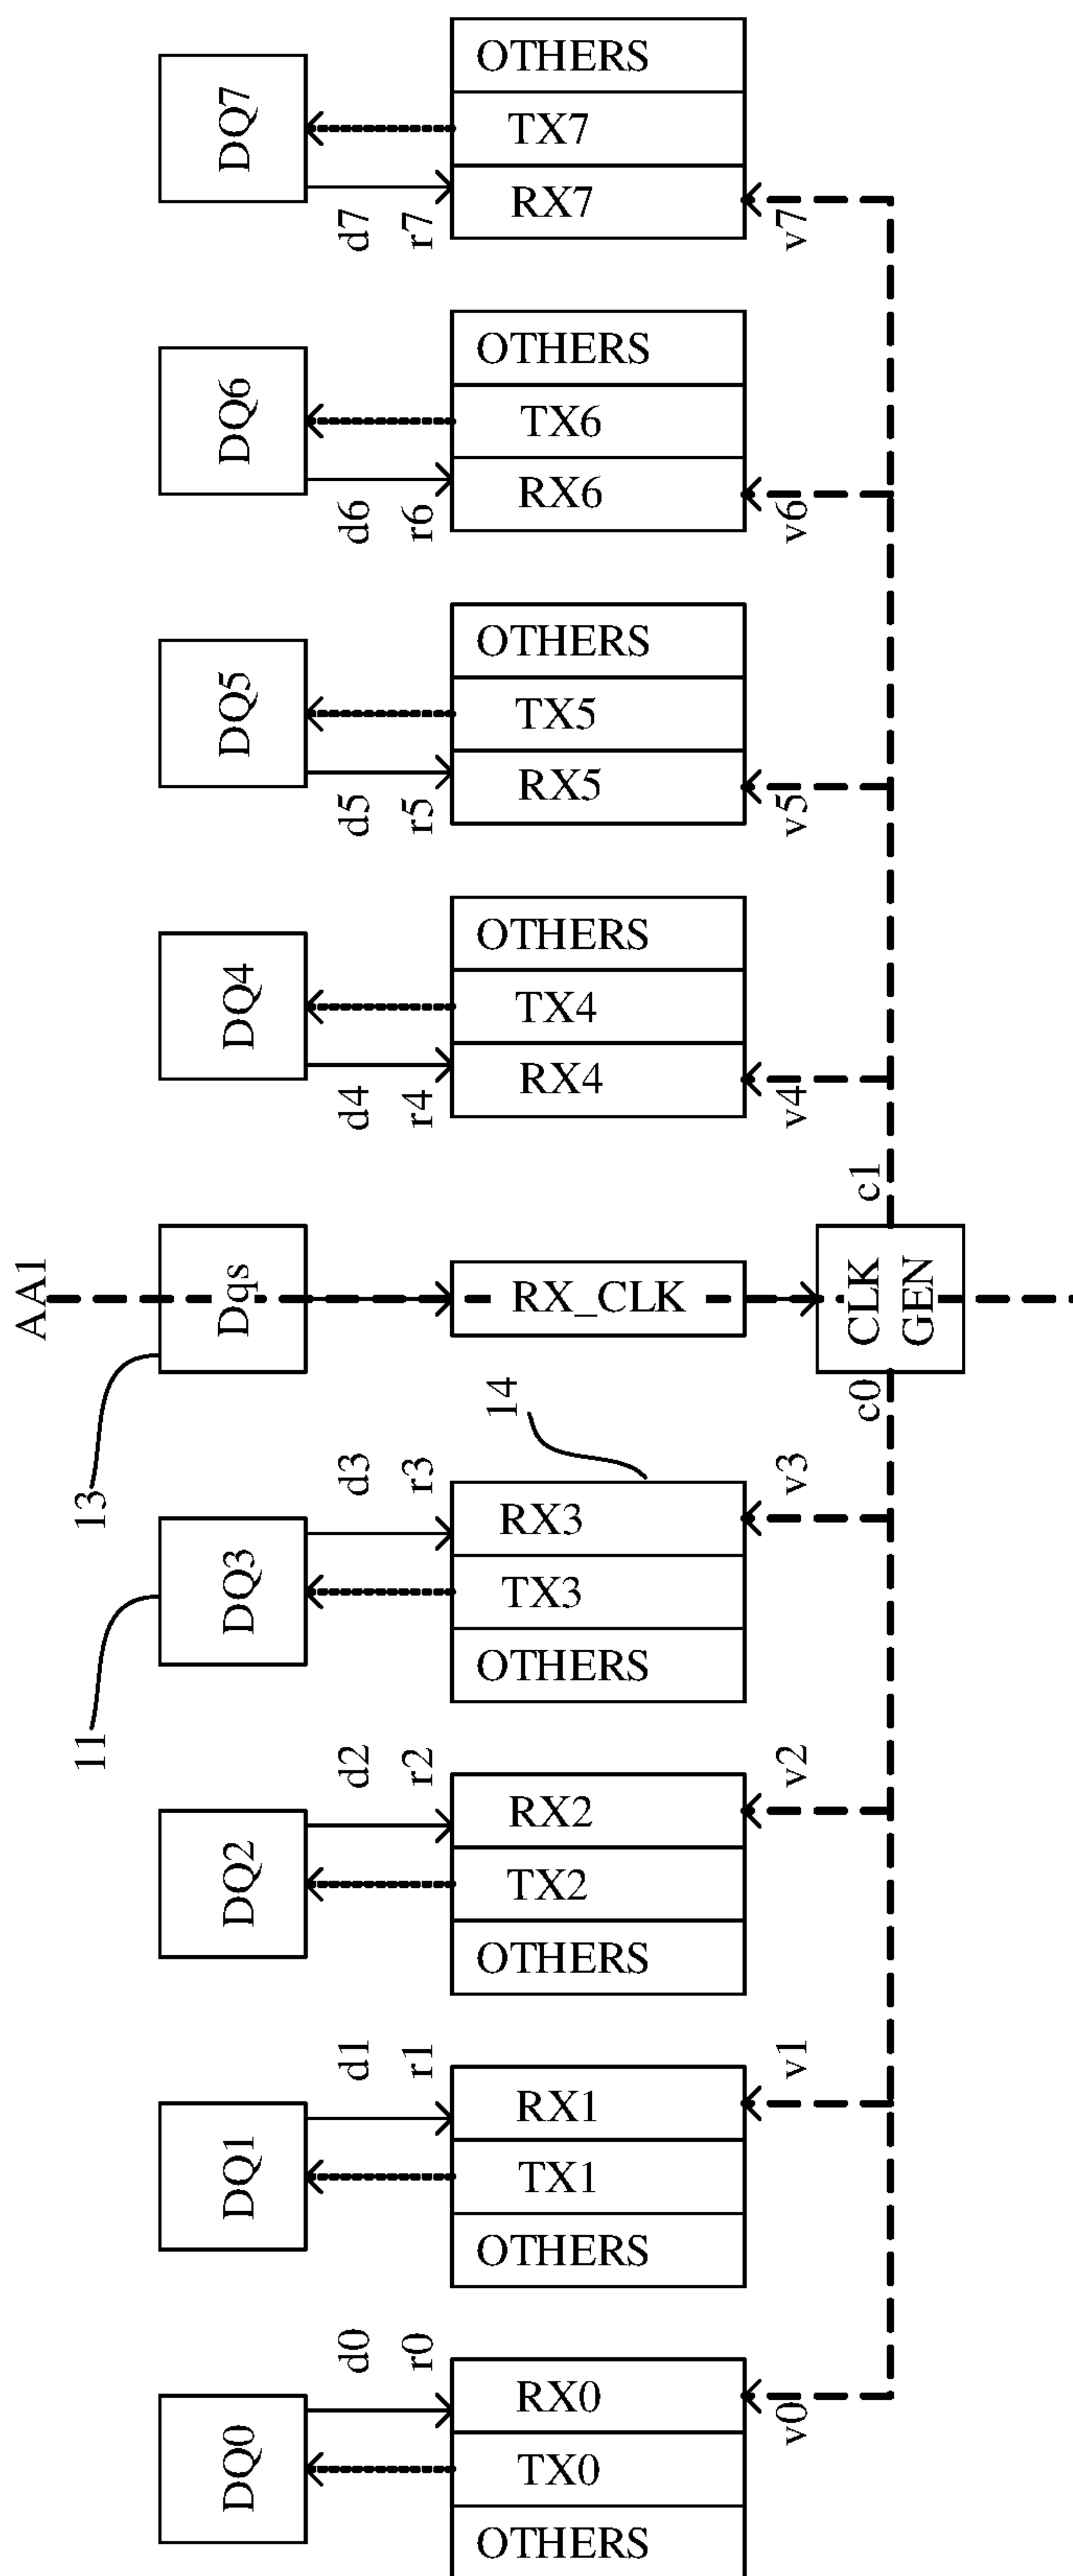 OTHERS
DQ7
TX7
RX7
d7
r7
v7
OTHERS
DQ6
TX6
RX6
d6
r6
v6
OTHERS
DQ5
TX5
RX5
d5
r5
v5
OTHERS
DQ4
TX4
RX4
d4
r4
v4
c1
AA1
Dqs
RX_CLK
CLK
GEN
13
c0
14
d3
r3
v3
RX3
DQ3
TX3
OTHERS
11
d2
r2
v2
RX2
DQ2
TX2
OTHERS
d1
r1
v1
RX1
DQ1
TX1
OTHERS
d0
r0
v0
RX0
DQ0
TX0
OTHERS